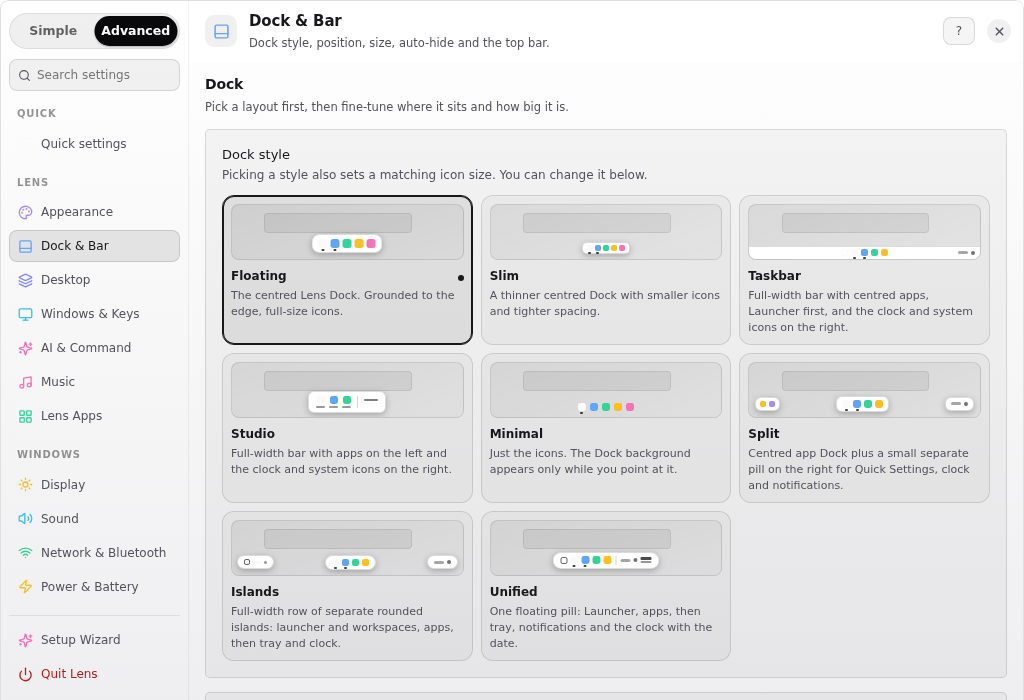 Simple
Advanced
Search settings
QUICK
Quick settings
LENS
Appearance
Dock & Bar
Desktop
Windows & Keys
AI & Command
Music
Lens Apps
WINDOWS
Display
Sound
Network & Bluetooth
Power & Battery
Setup Wizard
Quit Lens
Dock & Bar
Dock style, position, size, auto-hide and the top bar.
?
Dock
Pick a layout first, then fine-tune where it sits and how big it is.
Dock style
Picking a style also sets a matching icon size. You can change it below.
Floating
The centred Lens Dock. Grounded to the
edge, full-size icons.
Slim
A thinner centred Dock with smaller icons
and tighter spacing.
Taskbar
Full-width bar with centred apps,
Launcher first, and the clock and system
icons on the right.
Studio
Full-width bar with apps on the left and
the clock and system icons on the right.
Minimal
Just the icons. The Dock background
appears only while you point at it.
Split
Centred app Dock plus a small separate
pill on the right for Quick Settings, clock
and notifications.
Islands
Full-width row of separate rounded
islands: launcher and workspaces, apps,
then tray and clock.
Unified
One floating pill: Launcher, apps, then
tray, notifications and the clock with the
date.